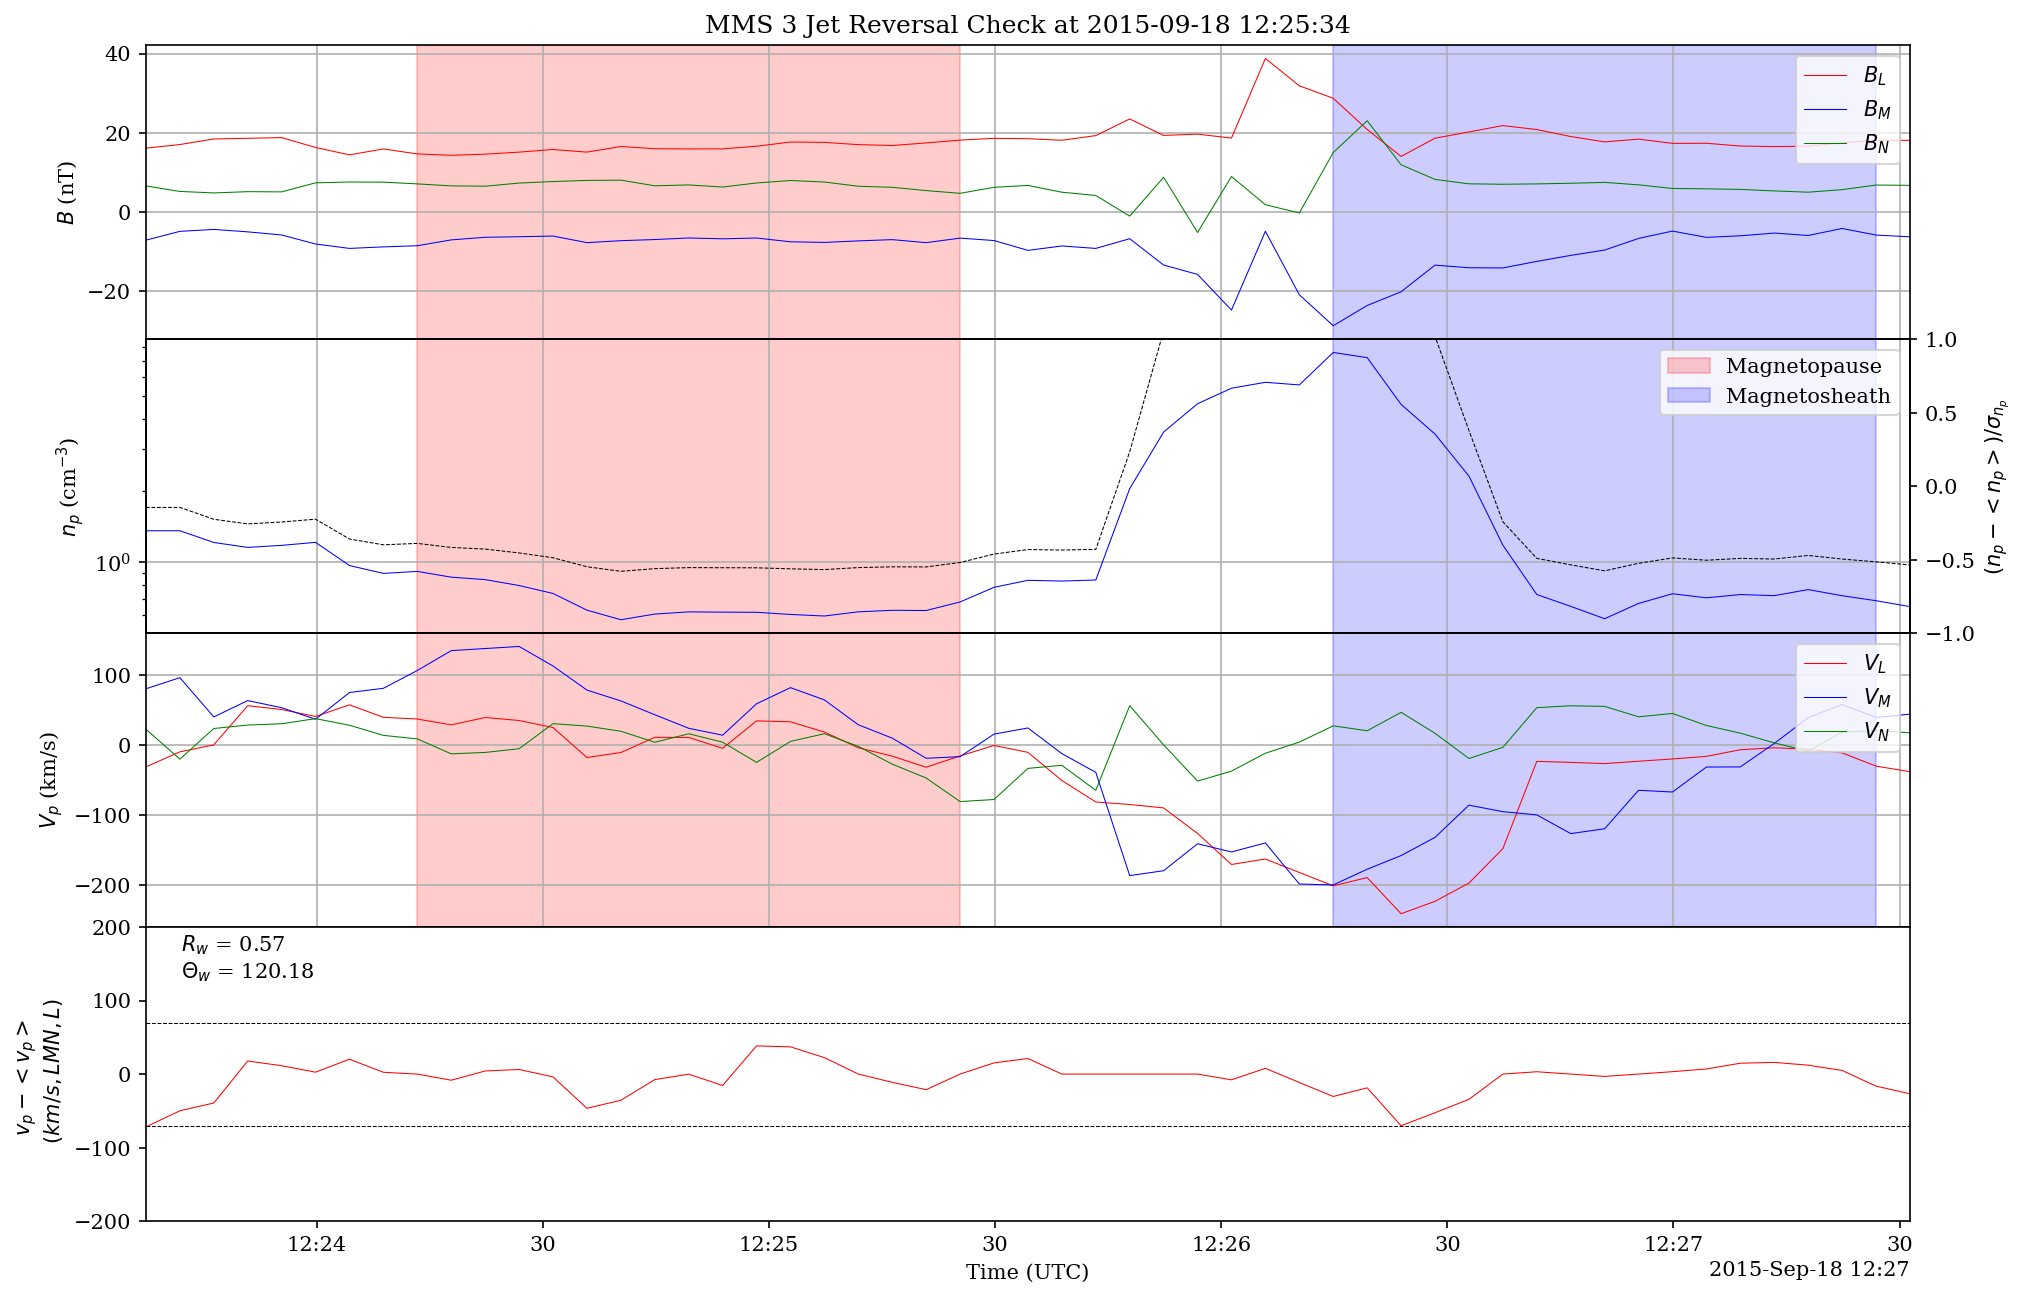 MMS 3 Jet Reversal Check at 2015-09-18 12:25:34
40
20
0
−20
B (nT)
B_L
B_M
B_N
10^0
n_p (cm^{−3})
1.0
0.5
0.0
−0.5
−1.0
(n_p − < n_p >)/σ_{n_p}
Magnetopause
Magnetosheath
100
0
−100
−200
V_p (km/s)
V_L
V_M
V_N
200
100
0
−100
−200
v_p − < v_p >
(km/s, LMN, L)
R_w = 0.57
Θ_w = 120.18
12:24 30 12:25 30 12:26 30 12:27 30
Time (UTC)
2015-Sep-18 12:27